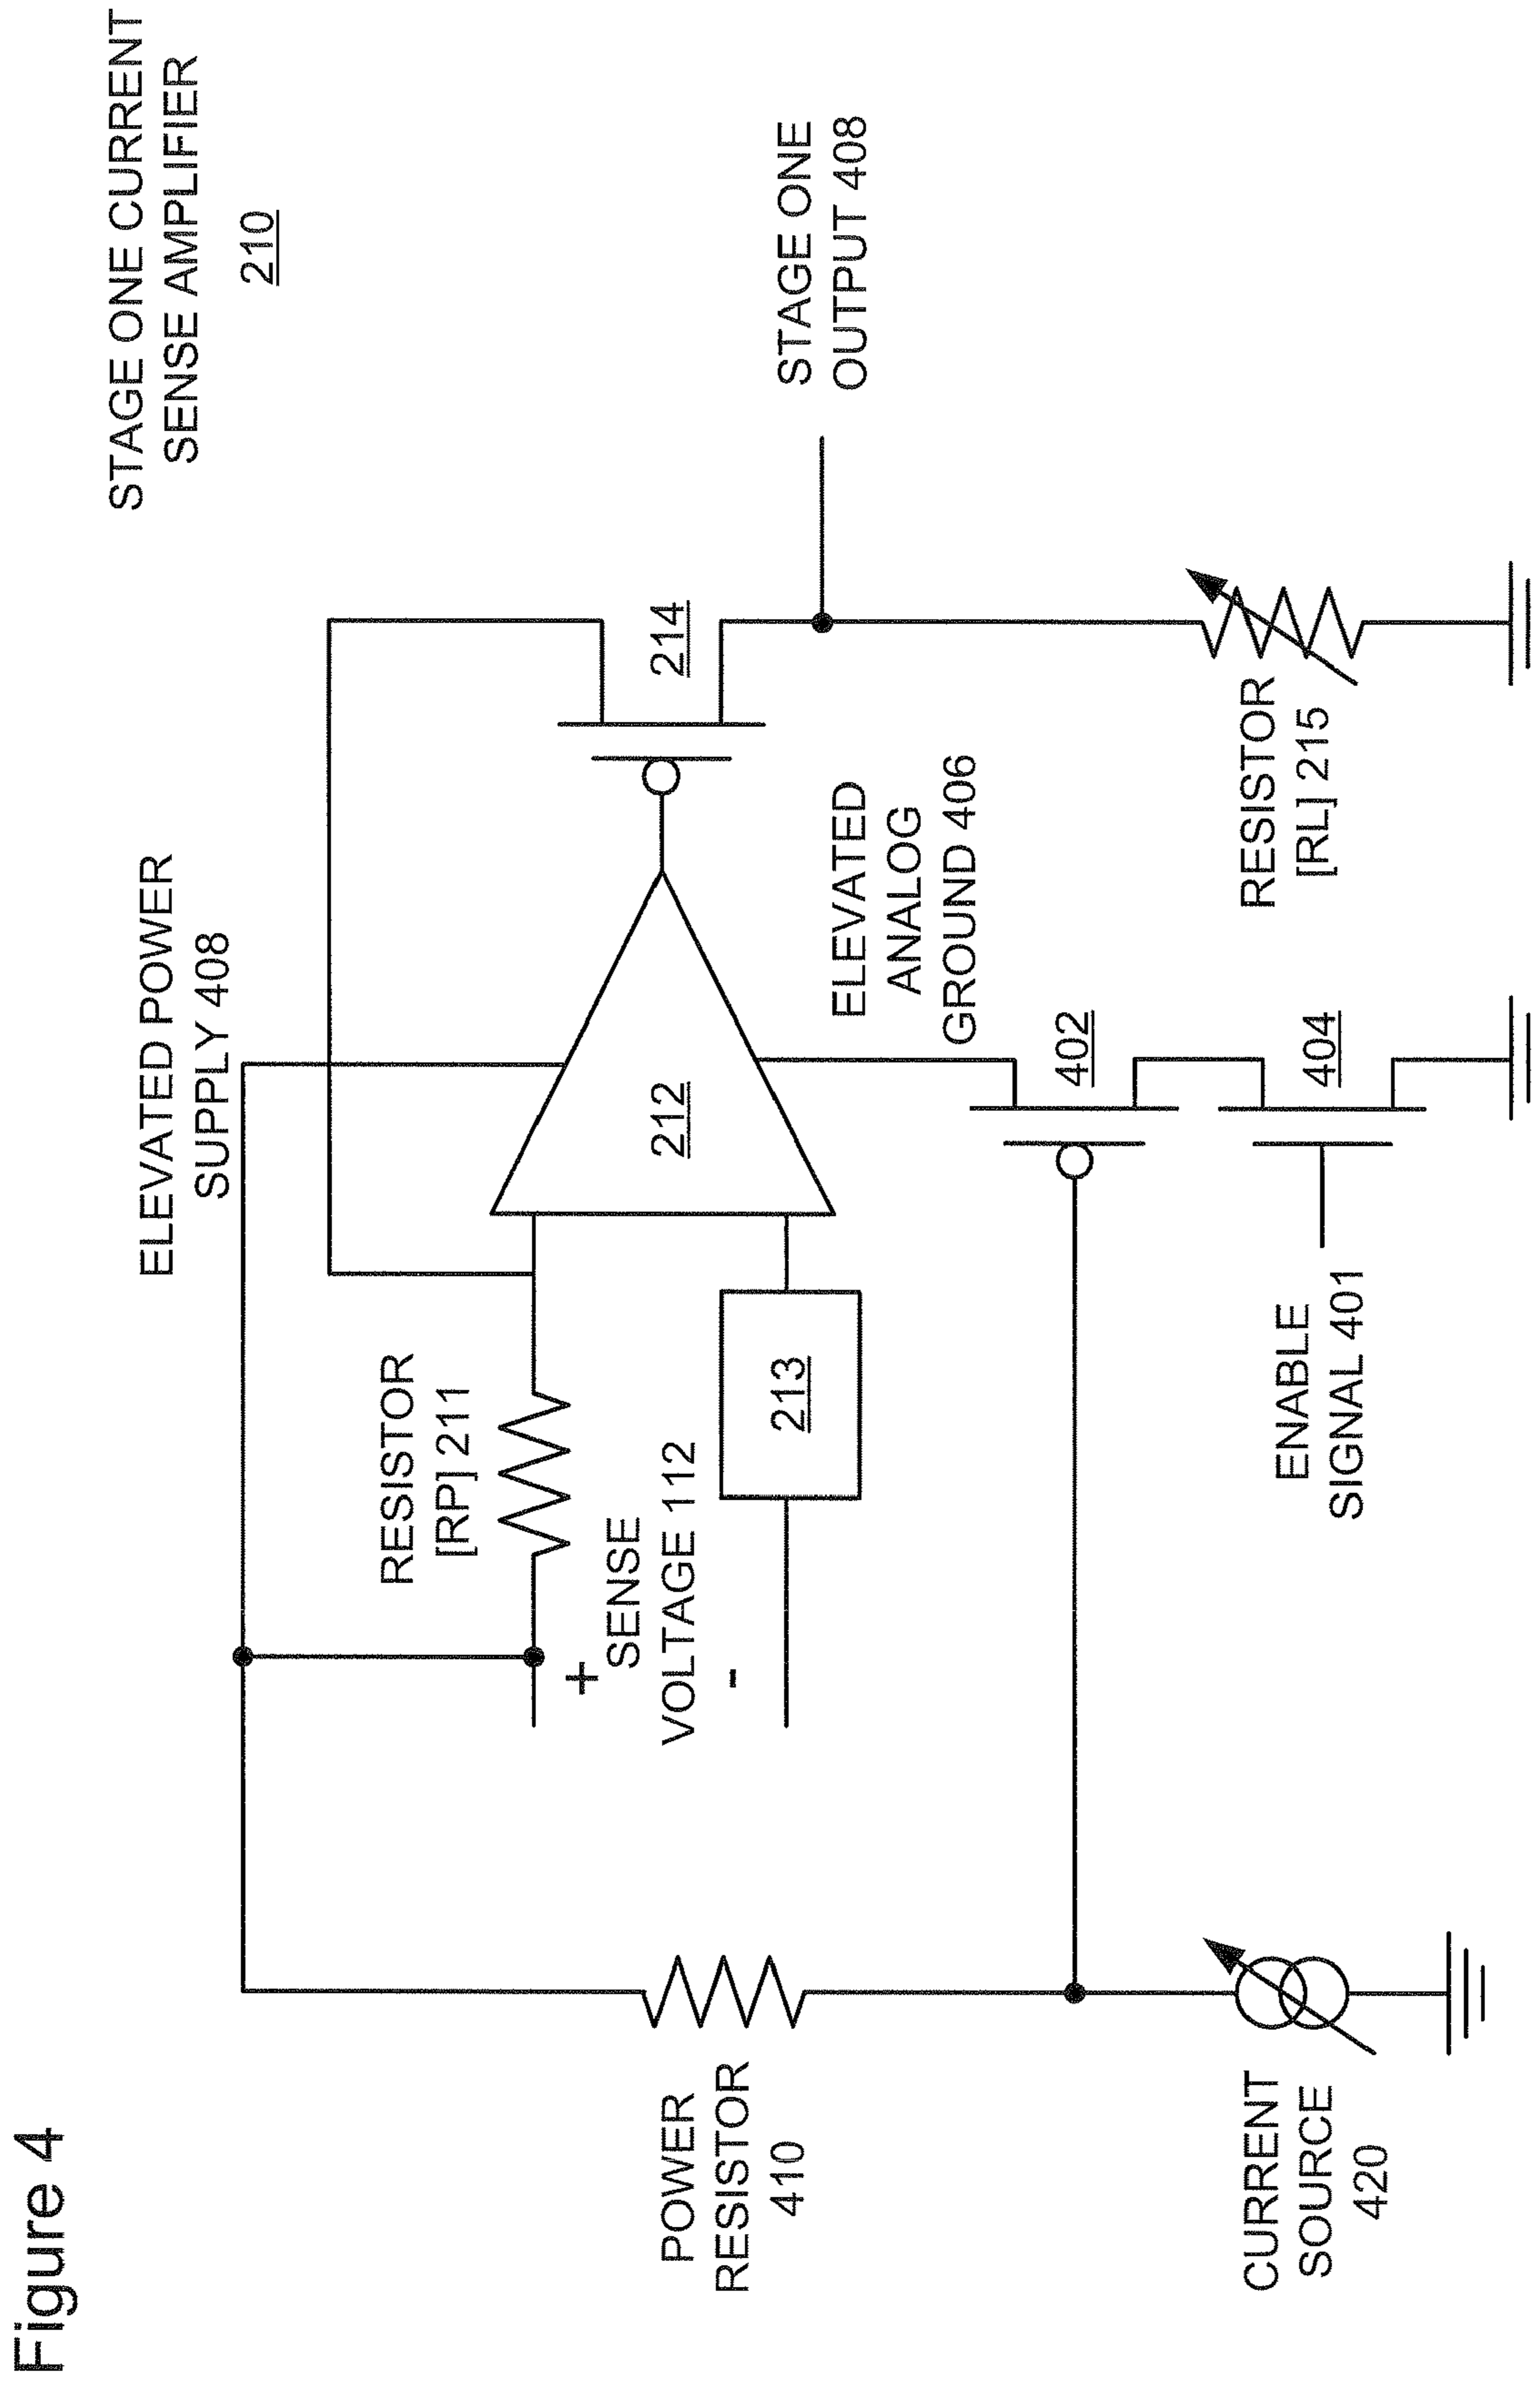 Figure 4
STAGE ONE CURRENT
SENSE AMPLIFIER
210
ELEVATED POWER
SUPPLY 408
RESISTOR
[RP] 211
+
SENSE
VOLTAGE 112
-
213
212
214
STAGE ONE
OUTPUT 408
ELEVATED
ANALOG
GROUND 406
POWER
RESISTOR
410
402
404
ENABLE
SIGNAL 401
RESISTOR
[RL] 215
CURRENT
SOURCE
420